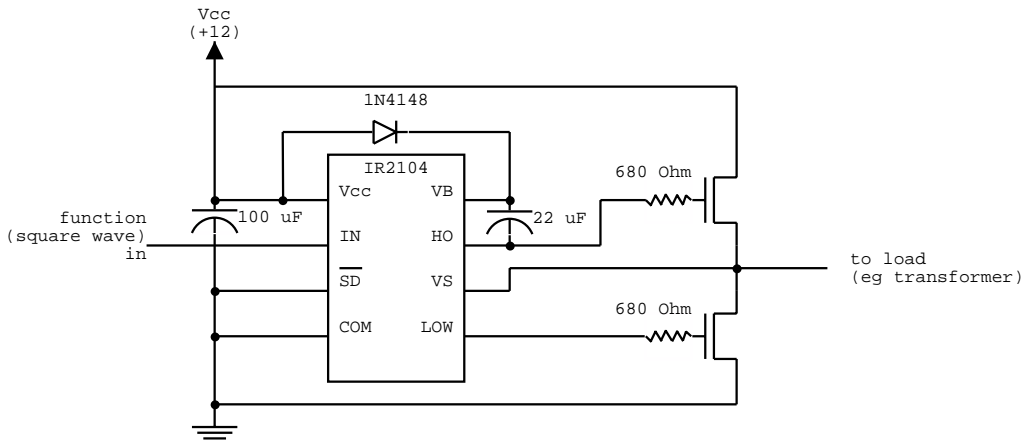 Vcc
(+12)
1N4148
IR2104
680 Ohm
Vcc
VB
function
(square wave)
in
100 uF
22 uF
IN
HO
to load
(eg transformer)
SD
VS
680 Ohm
COM
LOW